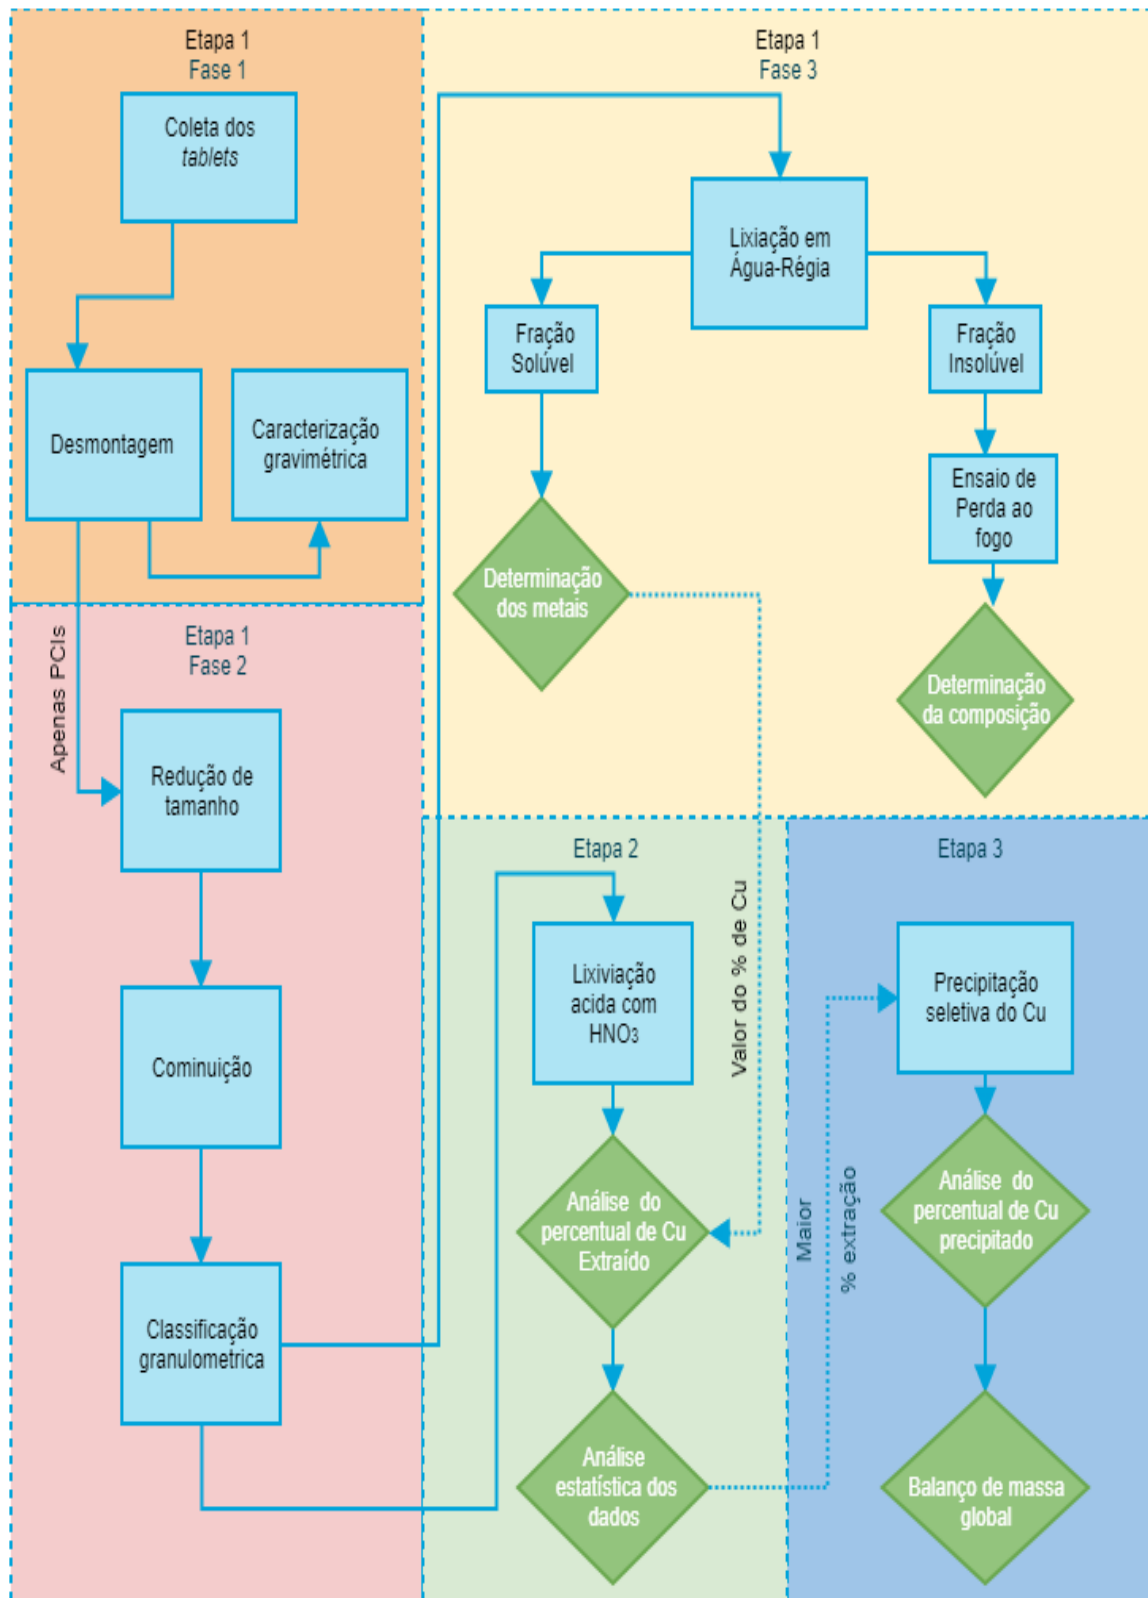 Etapa 1
Fase 1
Coleta dos
tablets
Desmontagem
Caracterização
gravimétrica
Apenas PCIs
Etapa 1
Fase 2
Redução de
tamanho
Cominuição
Classificação
granulometrica
Etapa 1
Fase 3
Lixiação em
Água-Régia
Fração
Solúvel
Fração
Insolúvel
Determinação
dos metais
Ensaio de
Perda ao
fogo
Determinação
da composição
Valor do % de Cu
Etapa 2
Lixiviação
acida com
HNO3
Análise do
percentual de Cu
Extraído
Análise
estatística dos
dados
Maior
% extração
Etapa 3
Precipitação
seletiva do Cu
Análise do
percentual de Cu
precipitado
Balanço de massa
global